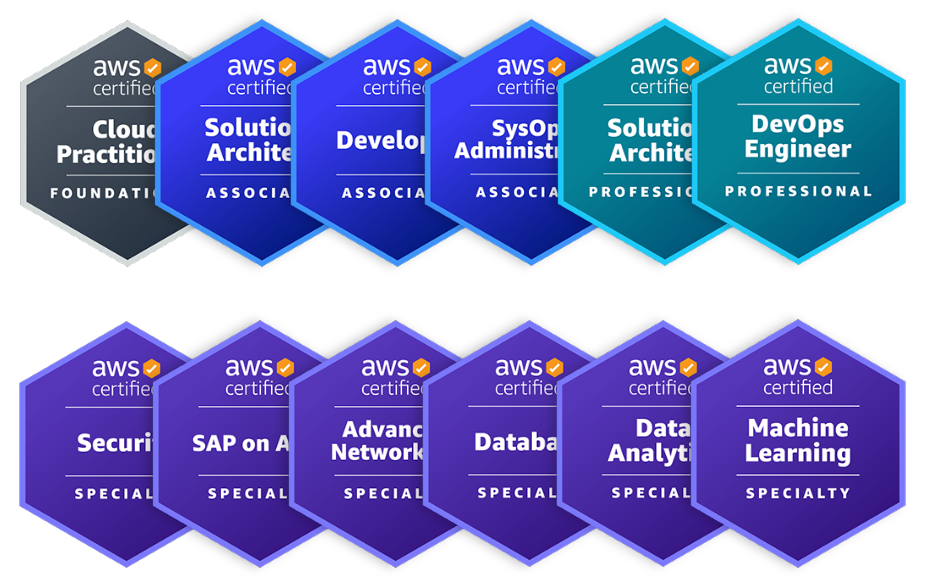 aws
certified
Cloud
Practitio
FOUNDATI
aws
certified
Solutio
Archite
ASSOCIA
aws
certified
Develop
ASSOCIA
aws
certified
SysOp
Administr
ASSOCIA
aws
certified
Solutio
Archite
PROFESSIO
aws
certified
DevOps
Engineer
PROFESSIONAL
aws
certified
Securit
SPECIAL
aws
certified
SAP on A
SPECIAL
aws
certified
Advanc
Network
SPECIAL
aws
certified
Databa
SPECIAL
aws
certified
Data
Analyti
SPECIAL
aws
certified
Machine
Learning
SPECIALTY